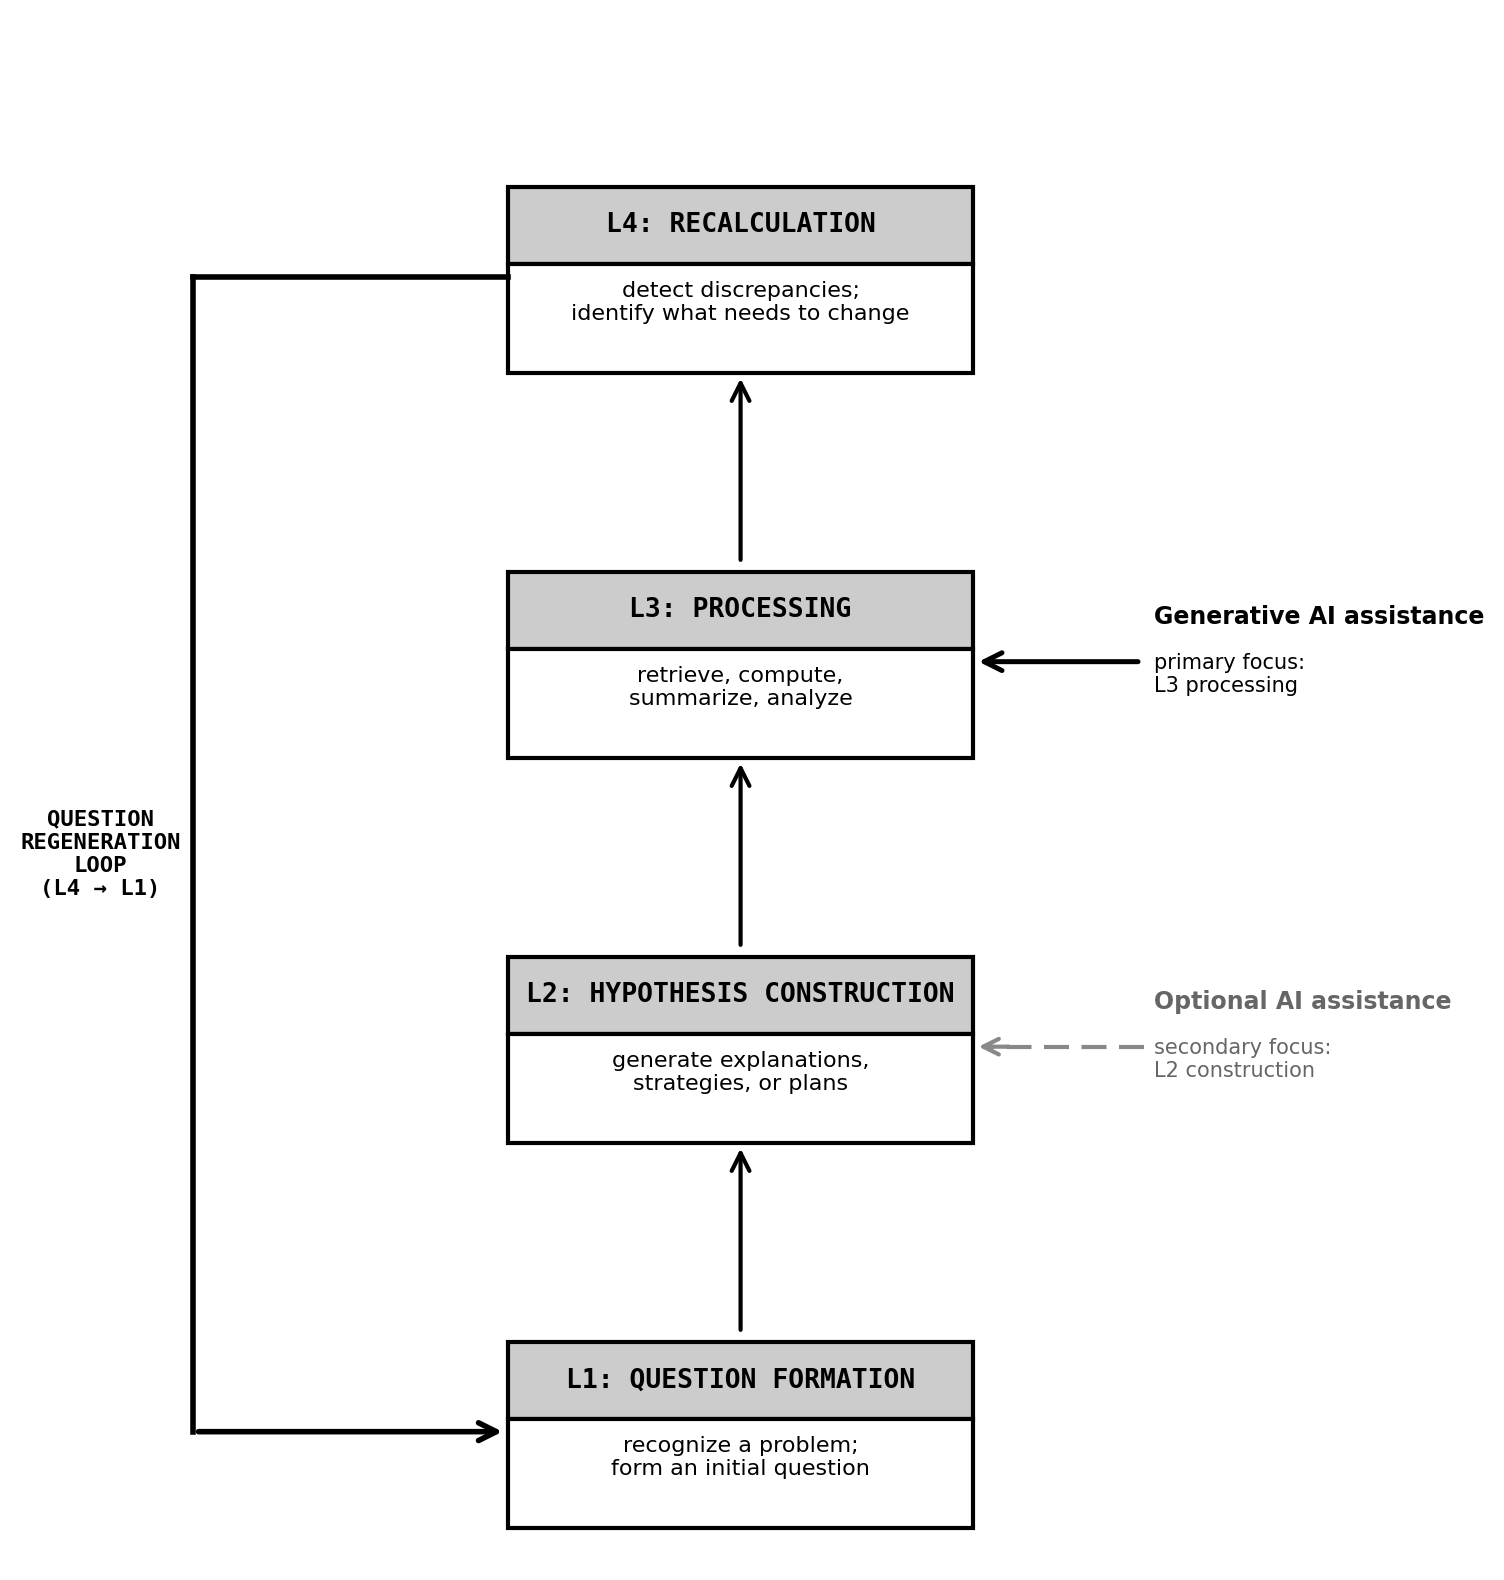 L4: RECALCULATION
detect discrepancies;
identify what needs to change
L3: PROCESSING
retrieve, compute,
summarize, analyze
Generative AI assistance
primary focus:
L3 processing
QUESTION
REGENERATION
LOOP
(L4 → L1)
L2: HYPOTHESIS CONSTRUCTION
generate explanations,
strategies, or plans
Optional AI assistance
secondary focus:
L2 construction
L1: QUESTION FORMATION
recognize a problem;
form an initial question